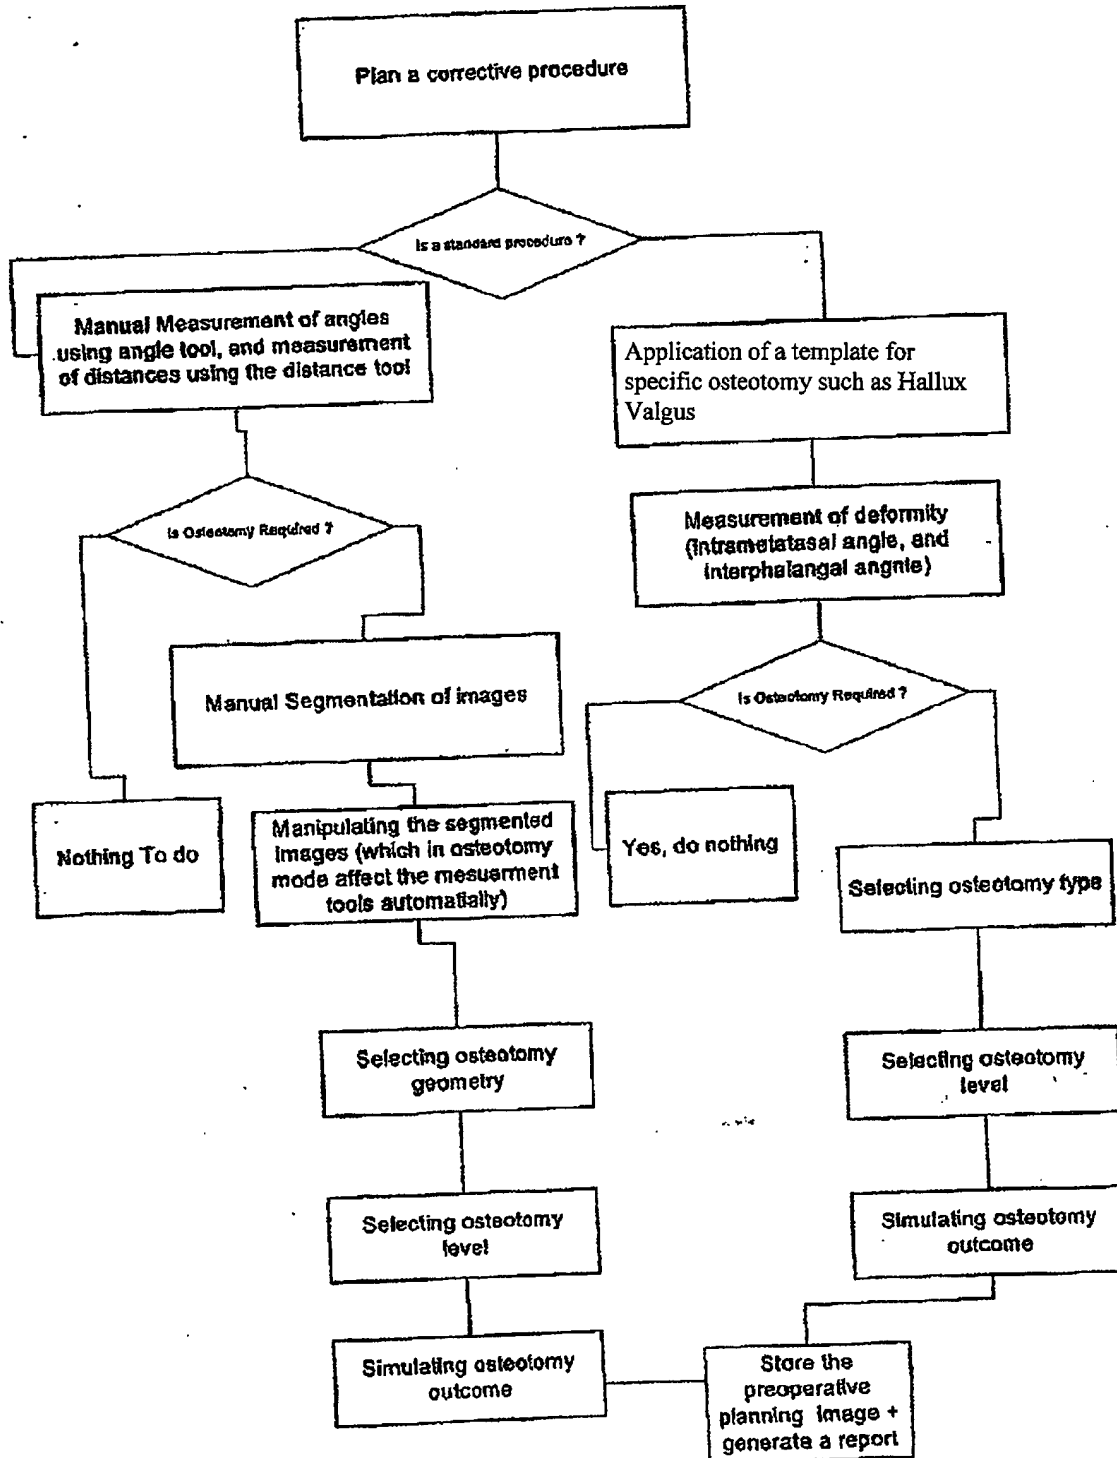 Plan a corrective procedure
Is a standard procedure ?
Manual Measurement of angles
using angle tool, and measurement
of distances using the distance tool
Application of a template for
specific osteotomy such as Hallux
Valgus
Is Osteotomy Required ?
Measurement of deformity
(intrametatasal angle, and
interphalangal angnle)
Manual Segmentation of images
Is Osteotomy Required ?
Nothing To do
Manipulating the segmented
images (which in osteotomy
mode affect the mesuerment
tools automatially)
Yes, do nothing
Selecting osteotomy type
Selecting osteotomy
geometry
Selecting osteotomy
level
Selecting osteotomy
level
Simulating osteotomy
outcome
Simulating osteotomy
outcome
Store the
preoperative
planning image +
generate a report